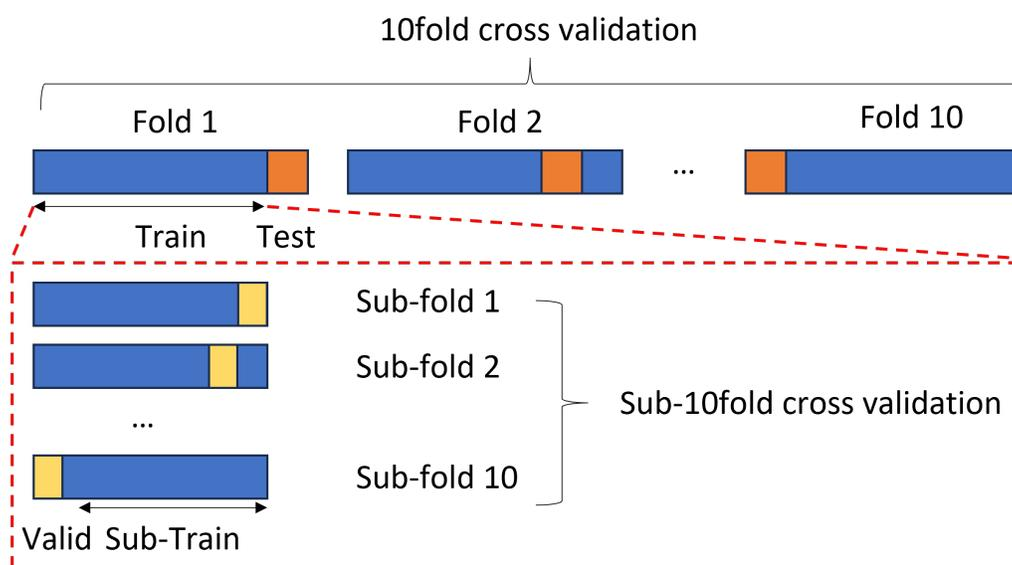 10fold cross validation
Fold 1
Fold 2
Fold 10
...
Train
Test
Sub-fold 1
Sub-fold 2
...
Sub-10fold cross validation
Sub-fold 10
Valid
Sub-Train